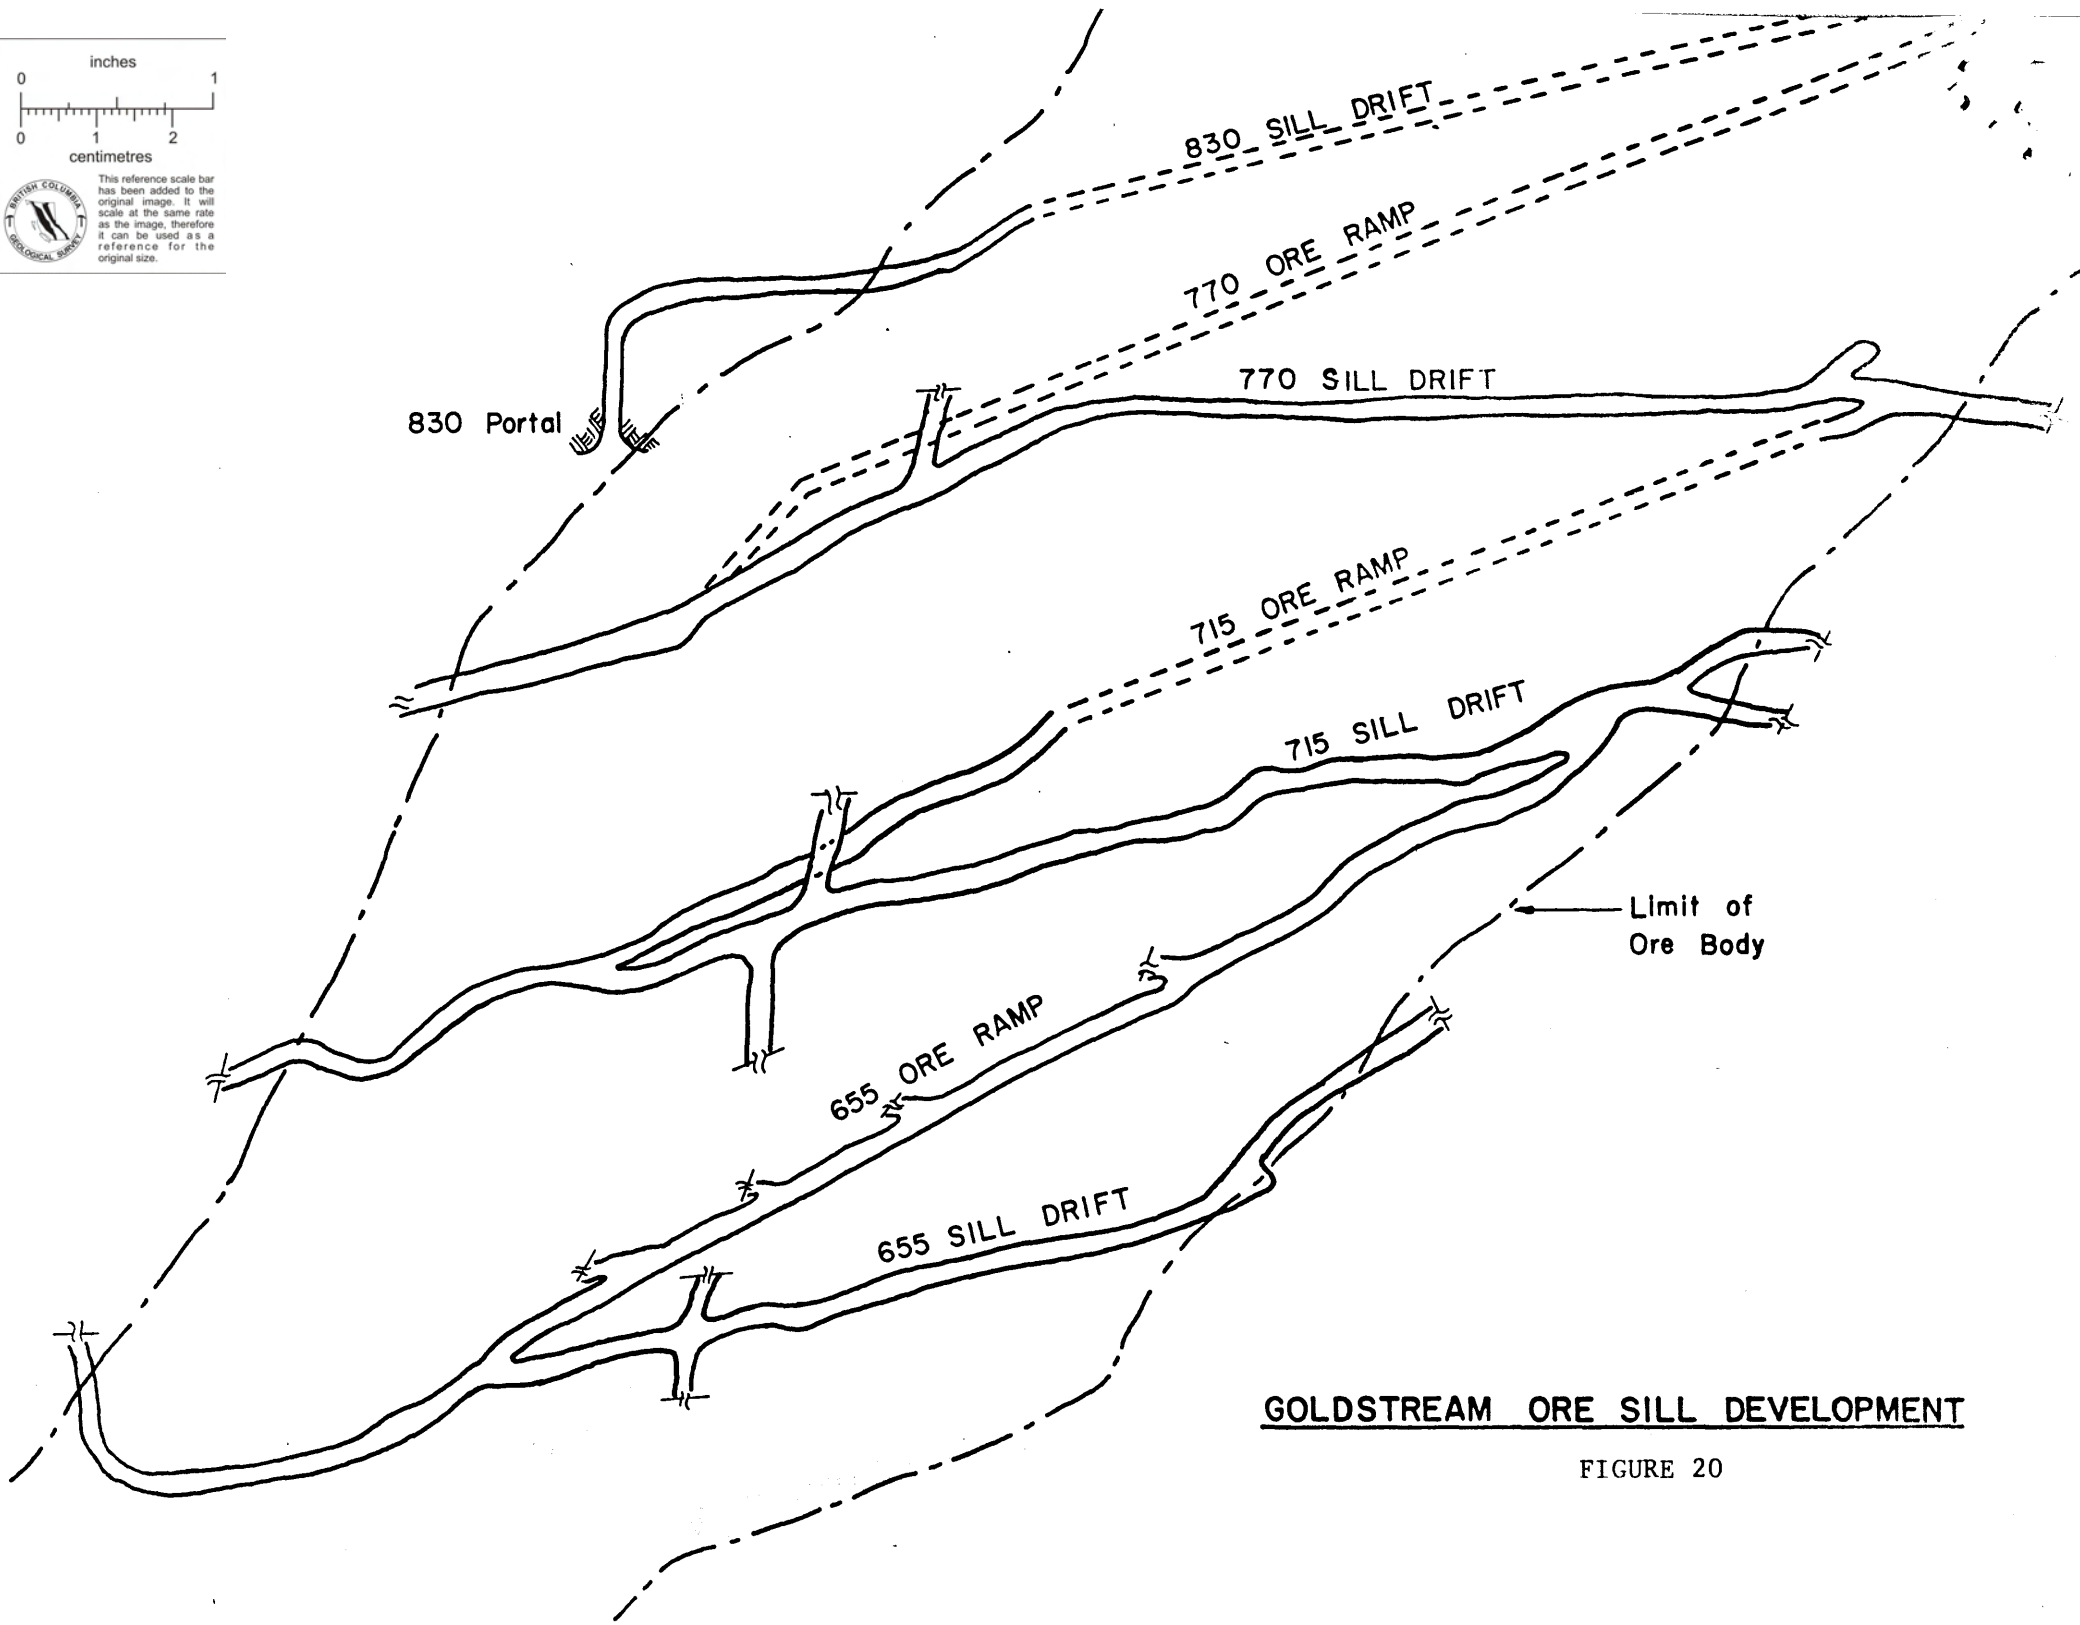 inches
0 1
0 1 2
centimetres
BRITISH COLUMBIA
GEOLOGICAL SURVEY
This reference scale bar
has been added to the
original image. It will
scale at the same rate
as the image, therefore
it can be used as a
reference for the
original size.
830 SILL DRIFT
770 ORE RAMP
770 SILL DRIFT
830 Portal
715 ORE RAMP
715 SILL DRIFT
Limit of
Ore Body
655 ORE RAMP
655 SILL DRIFT
GOLDSTREAM ORE SILL DEVELOPMENT
FIGURE 20